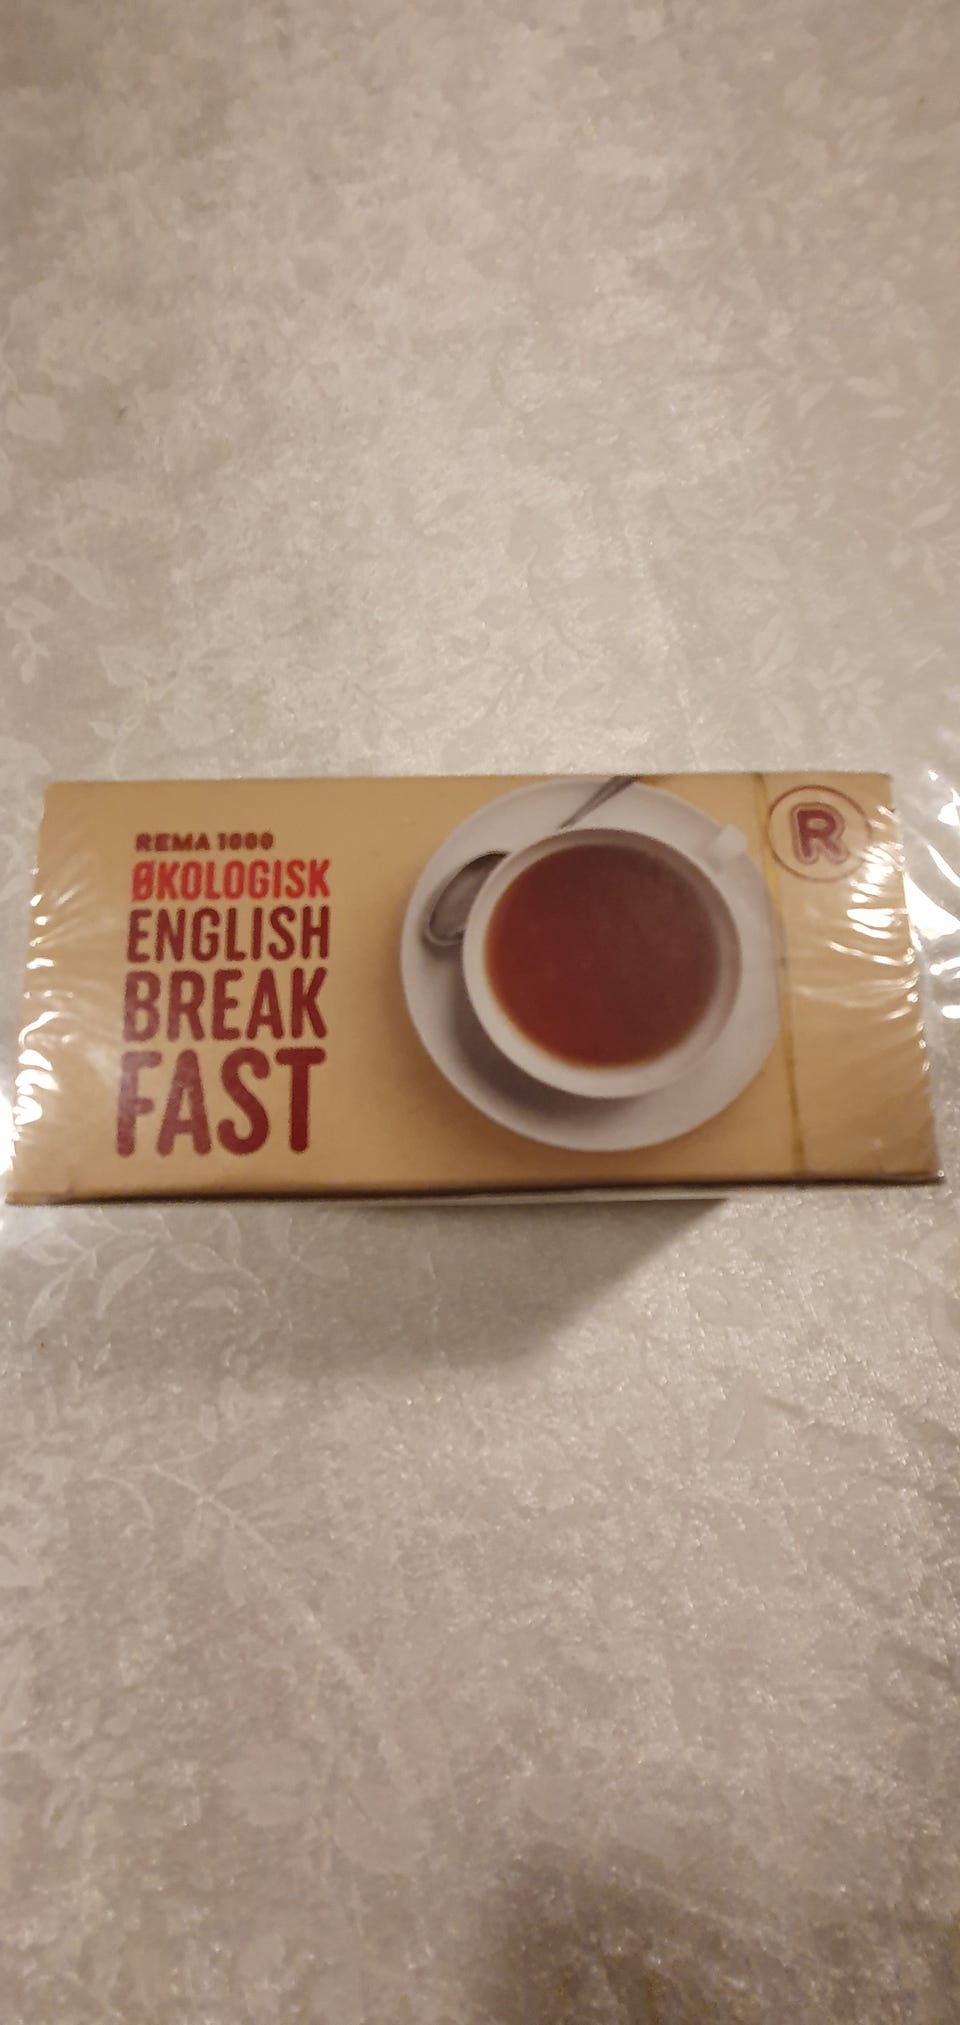 REMA 1000
ØKOLOGISK
ENGLISH
BREAK
FAST
R